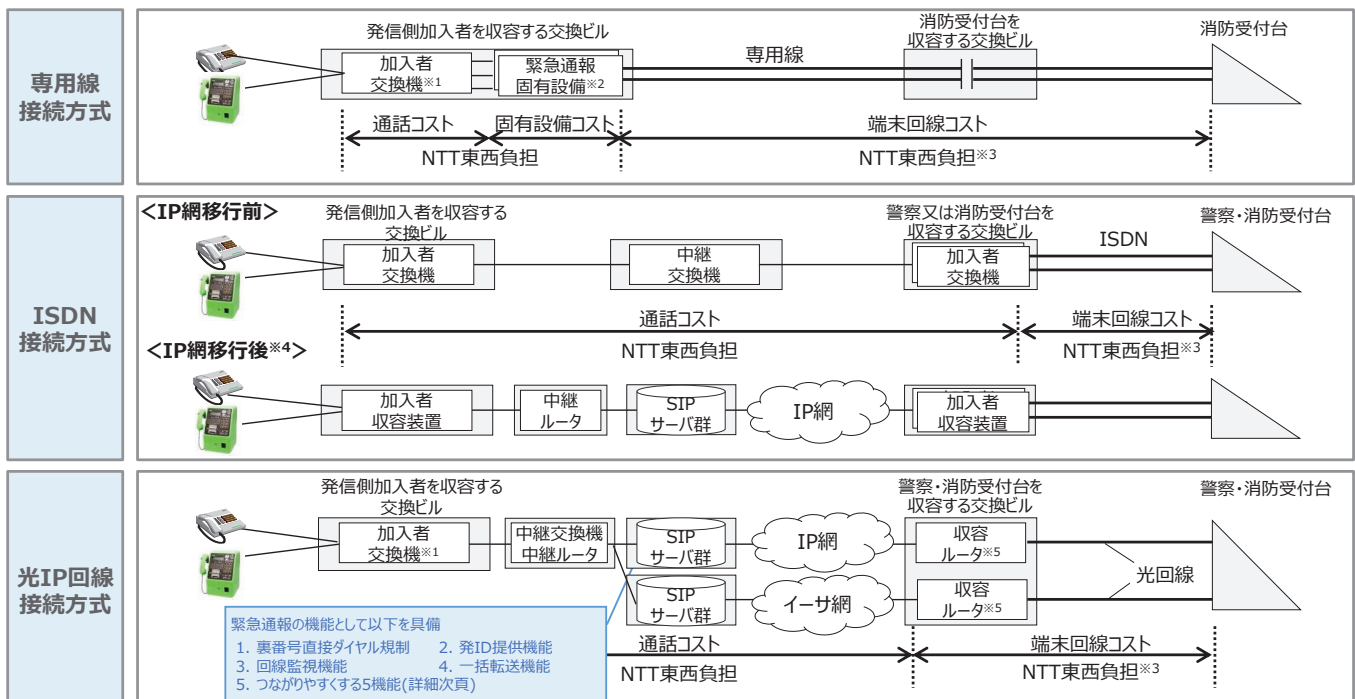 専用線
接続方式
発信側加入者を収容する交換ビル
消防受付台を
収容する交換ビル
消防受付台
加入者
交換機※1
緊急通報
固有設備※2
専用線
通話コスト
固有設備コスト
端末回線コスト
NTT東西負担
NTT東西負担※3
ISDN
接続方式
<IP網移行前>
発信側加入者を収容する
交換ビル
警察又は消防受付台を
収容する交換ビル
警察・消防受付台
加入者
交換機
中継
交換機
加入者
交換機
ISDN
通話コスト
端末回線コスト
NTT東西負担
NTT東西負担※3
<IP網移行後※4>
加入者
収容装置
中継
ルータ
SIP
サーバ群
IP網
加入者
収容装置
光IP回線
接続方式
発信側加入者を収容する
交換ビル
警察・消防受付台を
収容する交換ビル
警察・消防受付台
加入者
交換機※1
中継交換機
中継ルータ
SIP
サーバ群
IP網
収容
ルータ※5
SIP
サーバ群
イーサ網
収容
ルータ※5
光回線
緊急通報の機能として以下を具備
1. 裏番号直接ダイヤル規制 2. 発ID提供機能
3. 回線監視機能 4. 一括転送機能
5. つながりやすくする5機能(詳細次頁)
通話コスト
端末回線コスト
NTT東西負担
NTT東西負担※3